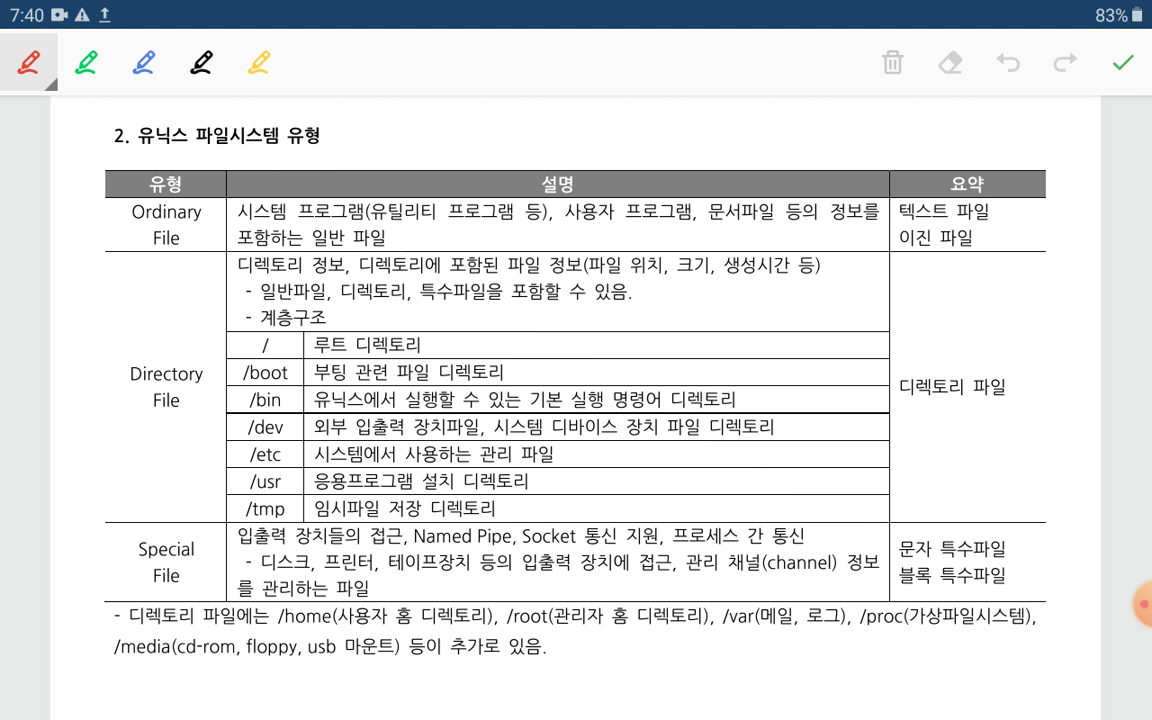 7:40
83%
2. 유닉스 파일시스템 유형
유형 설명 요약
Ordinary File
시스템 프로그램(유틸리티 프로그램 등), 사용자 프로그램, 문서파일 등의 정보를
포함하는 일반 파일
텍스트 파일
이진 파일
Directory File
디렉토리 정보, 디렉토리에 포함된 파일 정보(파일 위치, 크기, 생성시간 등)
- 일반파일, 디렉토리, 특수파일을 포함할 수 있음.
- 계층구조
/ 루트 디렉토리
/boot 부팅 관련 파일 디렉토리
/bin 유닉스에서 실행할 수 있는 기본 실행 명령어 디렉토리
/dev 외부 입출력 장치파일, 시스템 디바이스 장치 파일 디렉토리
/etc 시스템에서 사용하는 관리 파일
/usr 응용프로그램 설치 디렉토리
/tmp 임시파일 저장 디렉토리
디렉토리 파일
Special File
입출력 장치들의 접근, Named Pipe, Socket 통신 지원, 프로세스 간 통신
- 디스크, 프린터, 테이프장치 등의 입출력 장치에 접근, 관리 채널(channel) 정보
를 관리하는 파일
문자 특수파일
블록 특수파일
- 디렉토리 파일에는 /home(사용자 홈 디렉토리), /root(관리자 홈 디렉토리), /var(메일, 로그), /proc(가상파일시스템),
/media(cd-rom, floppy, usb 마운트) 등이 추가로 있음.